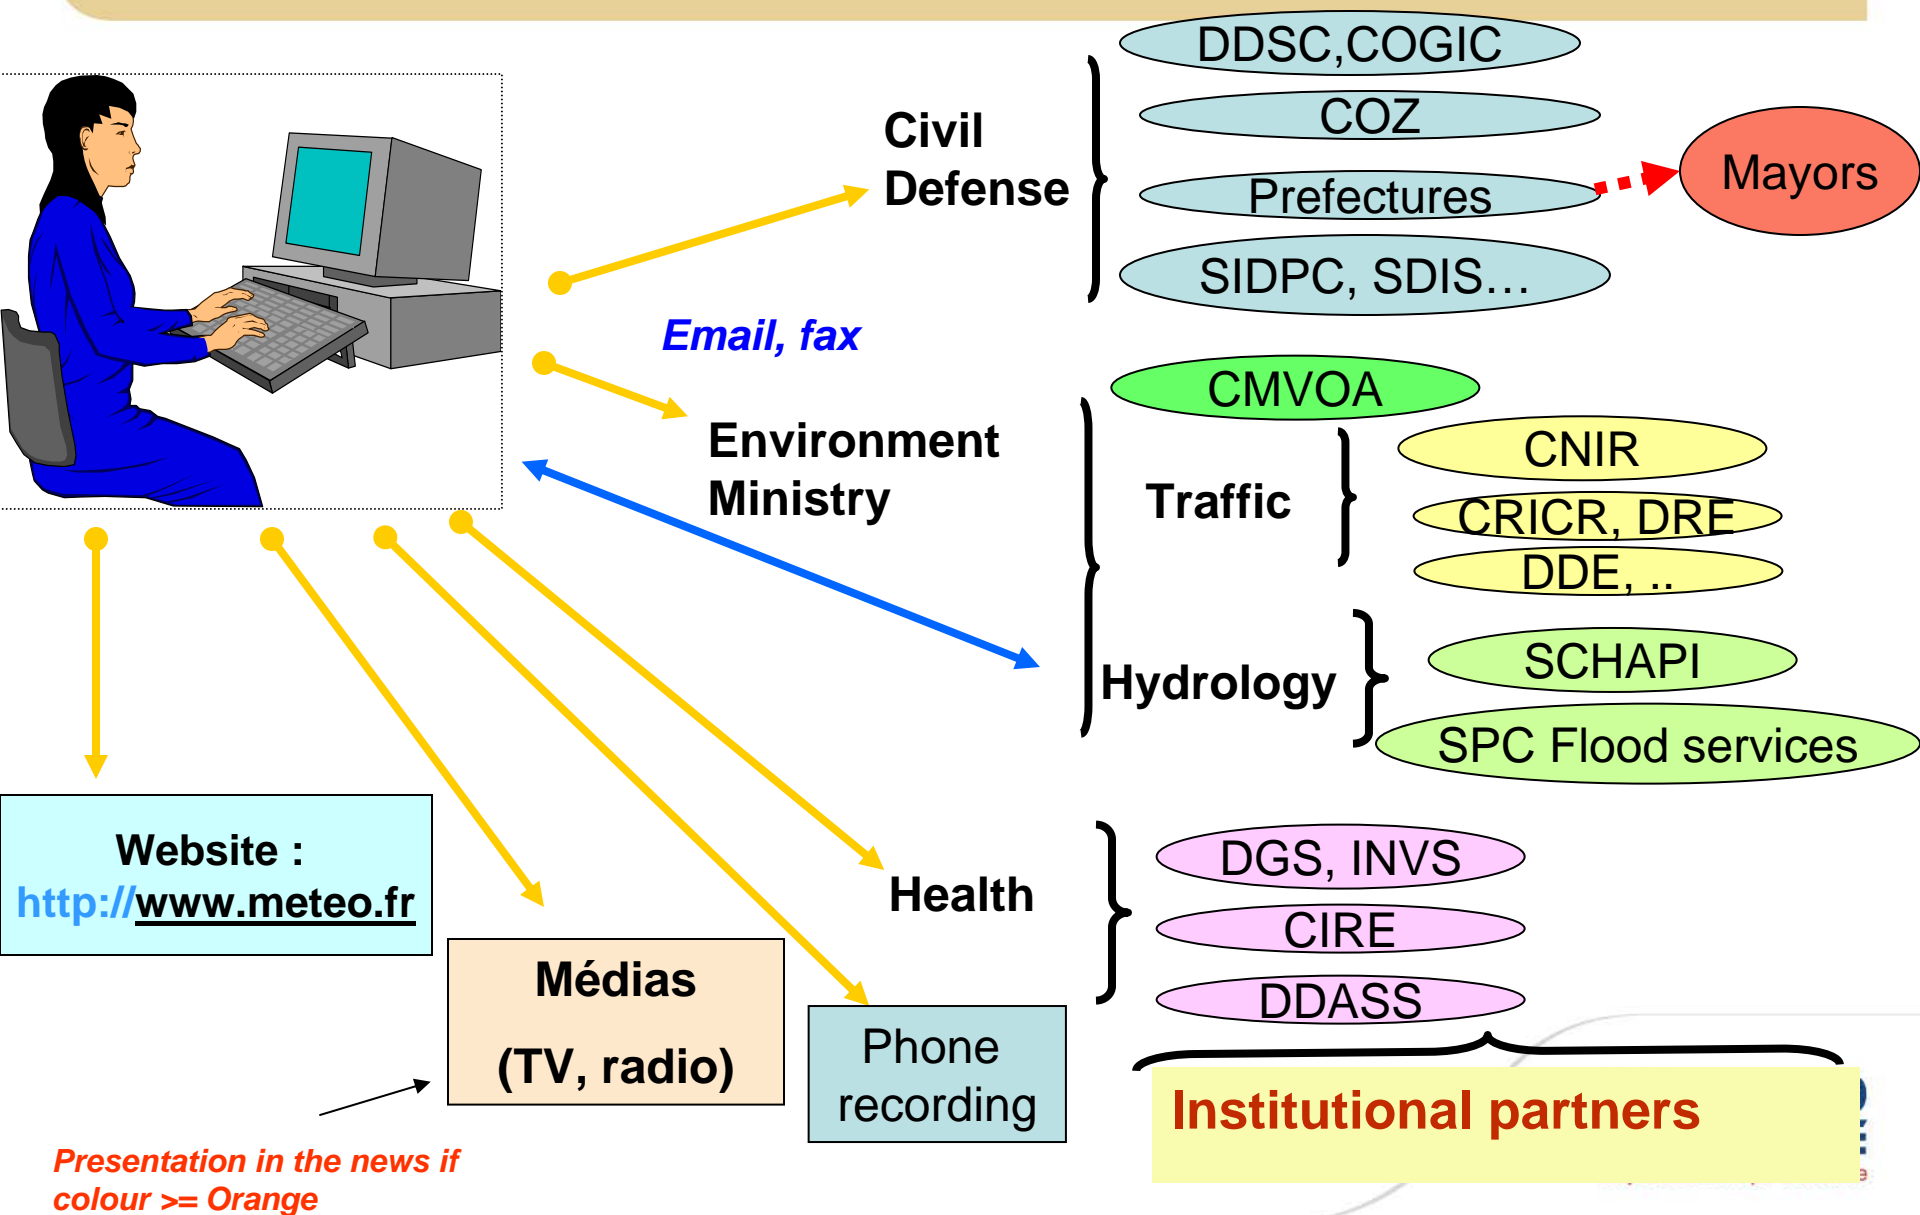 DDSC,COGIC
COZ
Prefectures
SIDPC, SDIS…
Civil
Defense
Mayors
Email, fax
Environment
Ministry
CMVOA
Traffic
CNIR
CRICR, DRE
DDE, ..
Hydrology
SCHAPI
SPC Flood services
Website :
http://www.meteo.fr
Médias
(TV, radio)
Phone
recording
Health
DGS, INVS
CIRE
DDASS
Institutional partners
Presentation in the news if
colour >= Orange